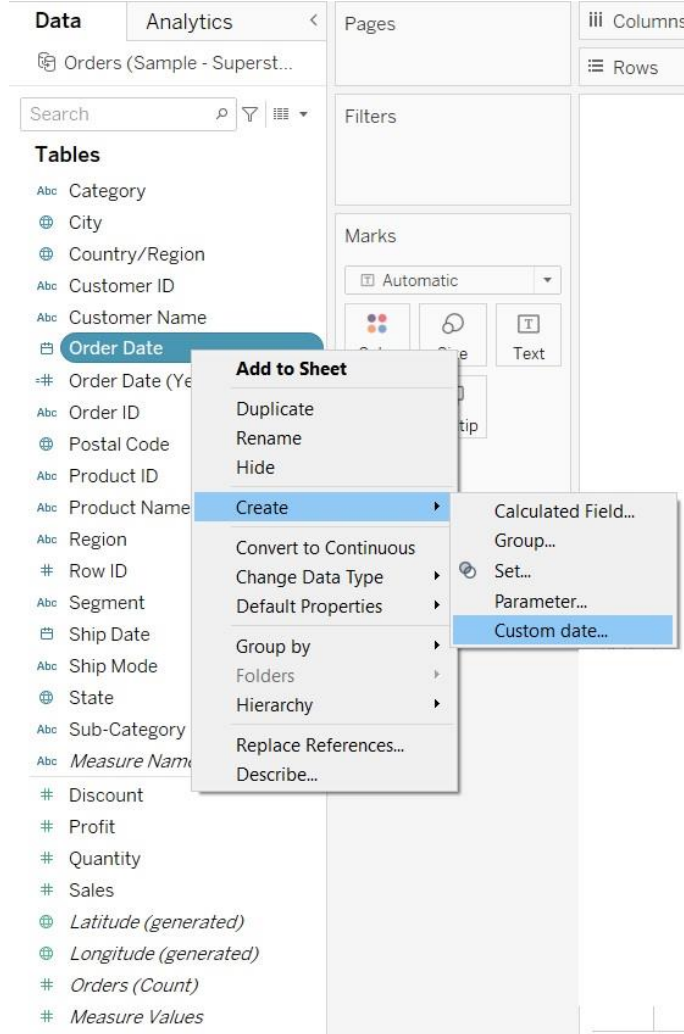 Data
Analytics
Orders (Sample - Superst...
Search
Tables
Abc Category
City
Country/Region
Abc Customer ID
Abc Customer Name
Order Date
=# Order Date (Ye
Abc Order ID
Postal Code
Abc Product ID
Abc Product Name
Abc Region
# Row ID
Abc Segment
Ship Date
Abc Ship Mode
State
Abc Sub-Category
Abc Measure Nam
# Discount
# Profit
# Quantity
# Sales
Latitude (generated)
Longitude (generated)
# Orders (Count)
# Measure Values
Pages
Filters
Marks
T Automatic
T
Text
tip
iii Columns
Rows
Add to Sheet
Duplicate
Rename
Hide
Create
Convert to Continuous
Change Data Type
Default Properties
Group by
Folders
Hierarchy
Replace References...
Describe...
Calculated Field...
Group...
Set...
Parameter...
Custom date...